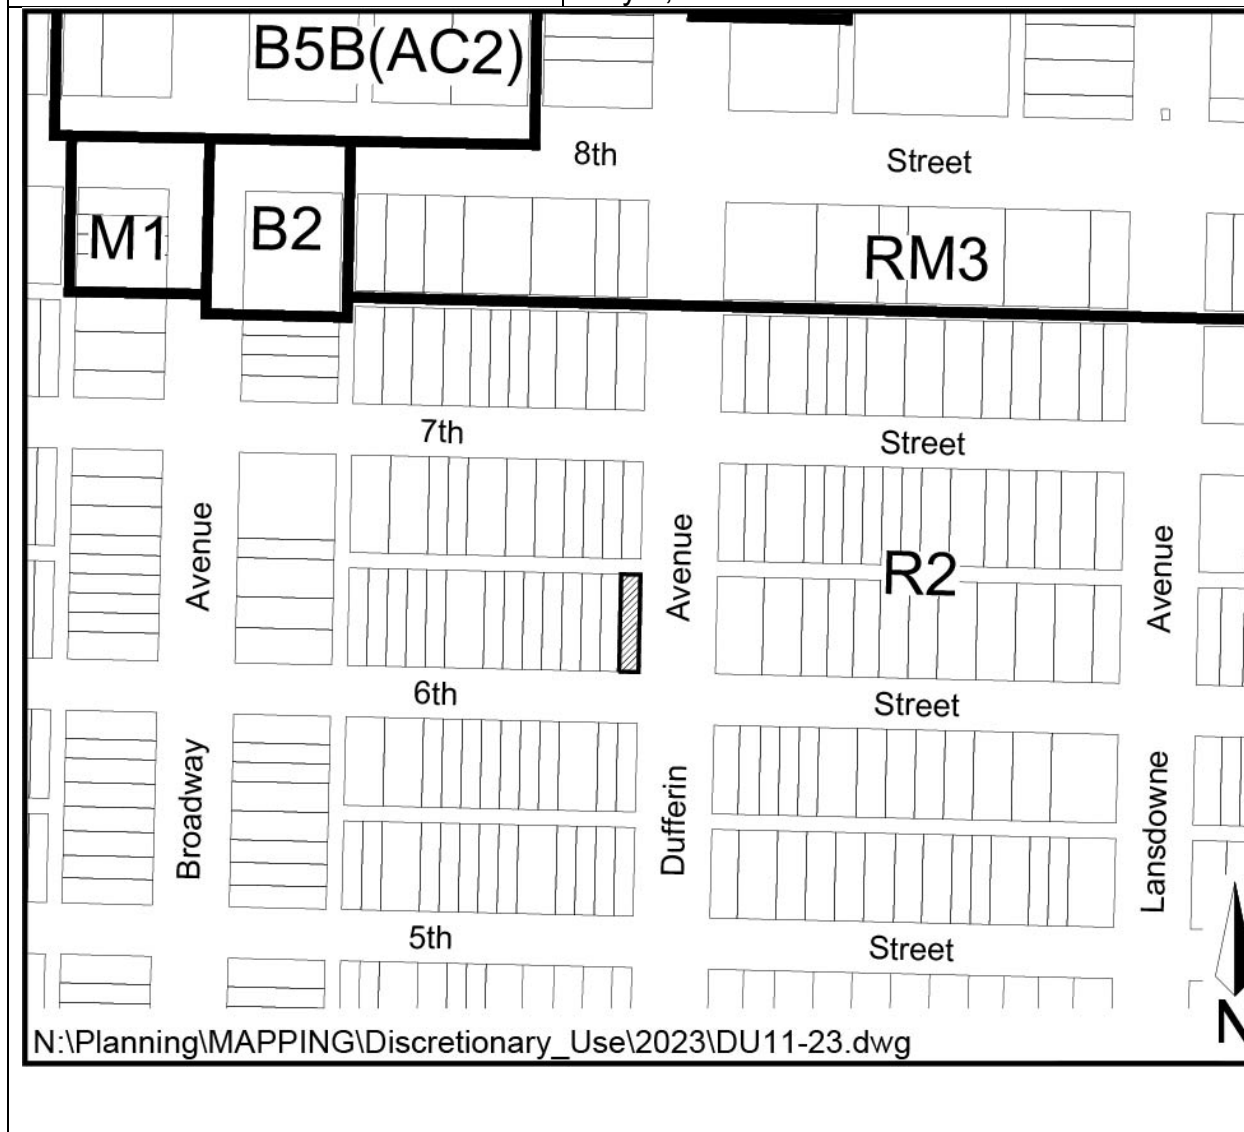 B5B(AC2)
8th Street
M1
B2
RM3
7th Street
Avenue
Avenue
Avenue
R2
6th Street
Broadway
Dufferin
Lansdowne
5th Street
N
N:\Planning\MAPPING\Discretionary_Use\2023\DU11-23.dwg